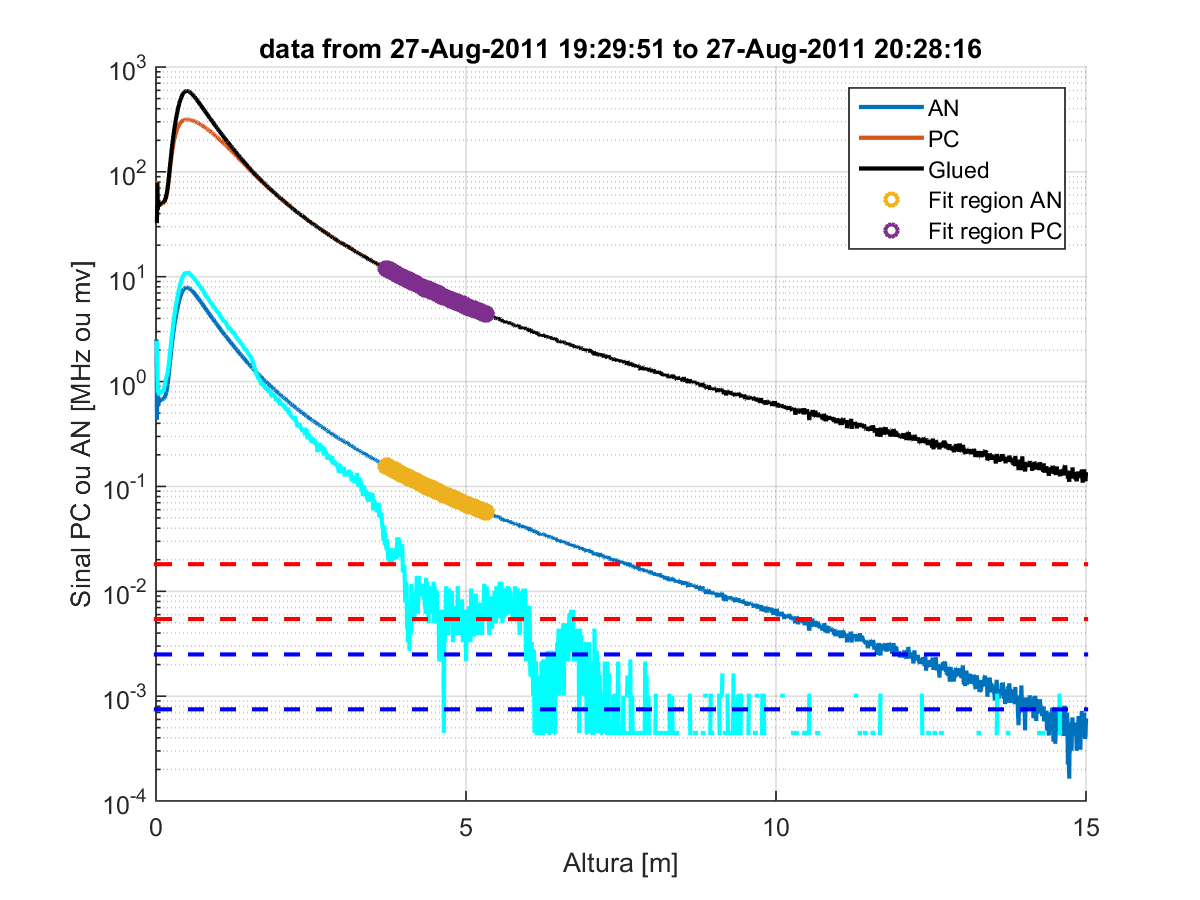 data from 27-Aug-2011 19:29:51 to 27-Aug-2011 20:28:16
Sinal PC ou AN [MHz ou mv]
10^3
10^2
10^1
10^0
10^-1
10^-2
10^-3
10^-4
AN
PC
Glued
Fit region AN
Fit region PC
0 5 10 15
Altura [m]